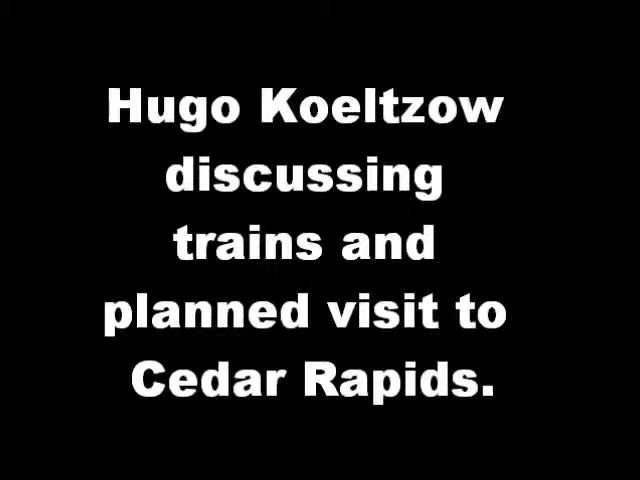 Hugo Koeltzow
discussing
trains and
planned visit to
Cedar Rapids.